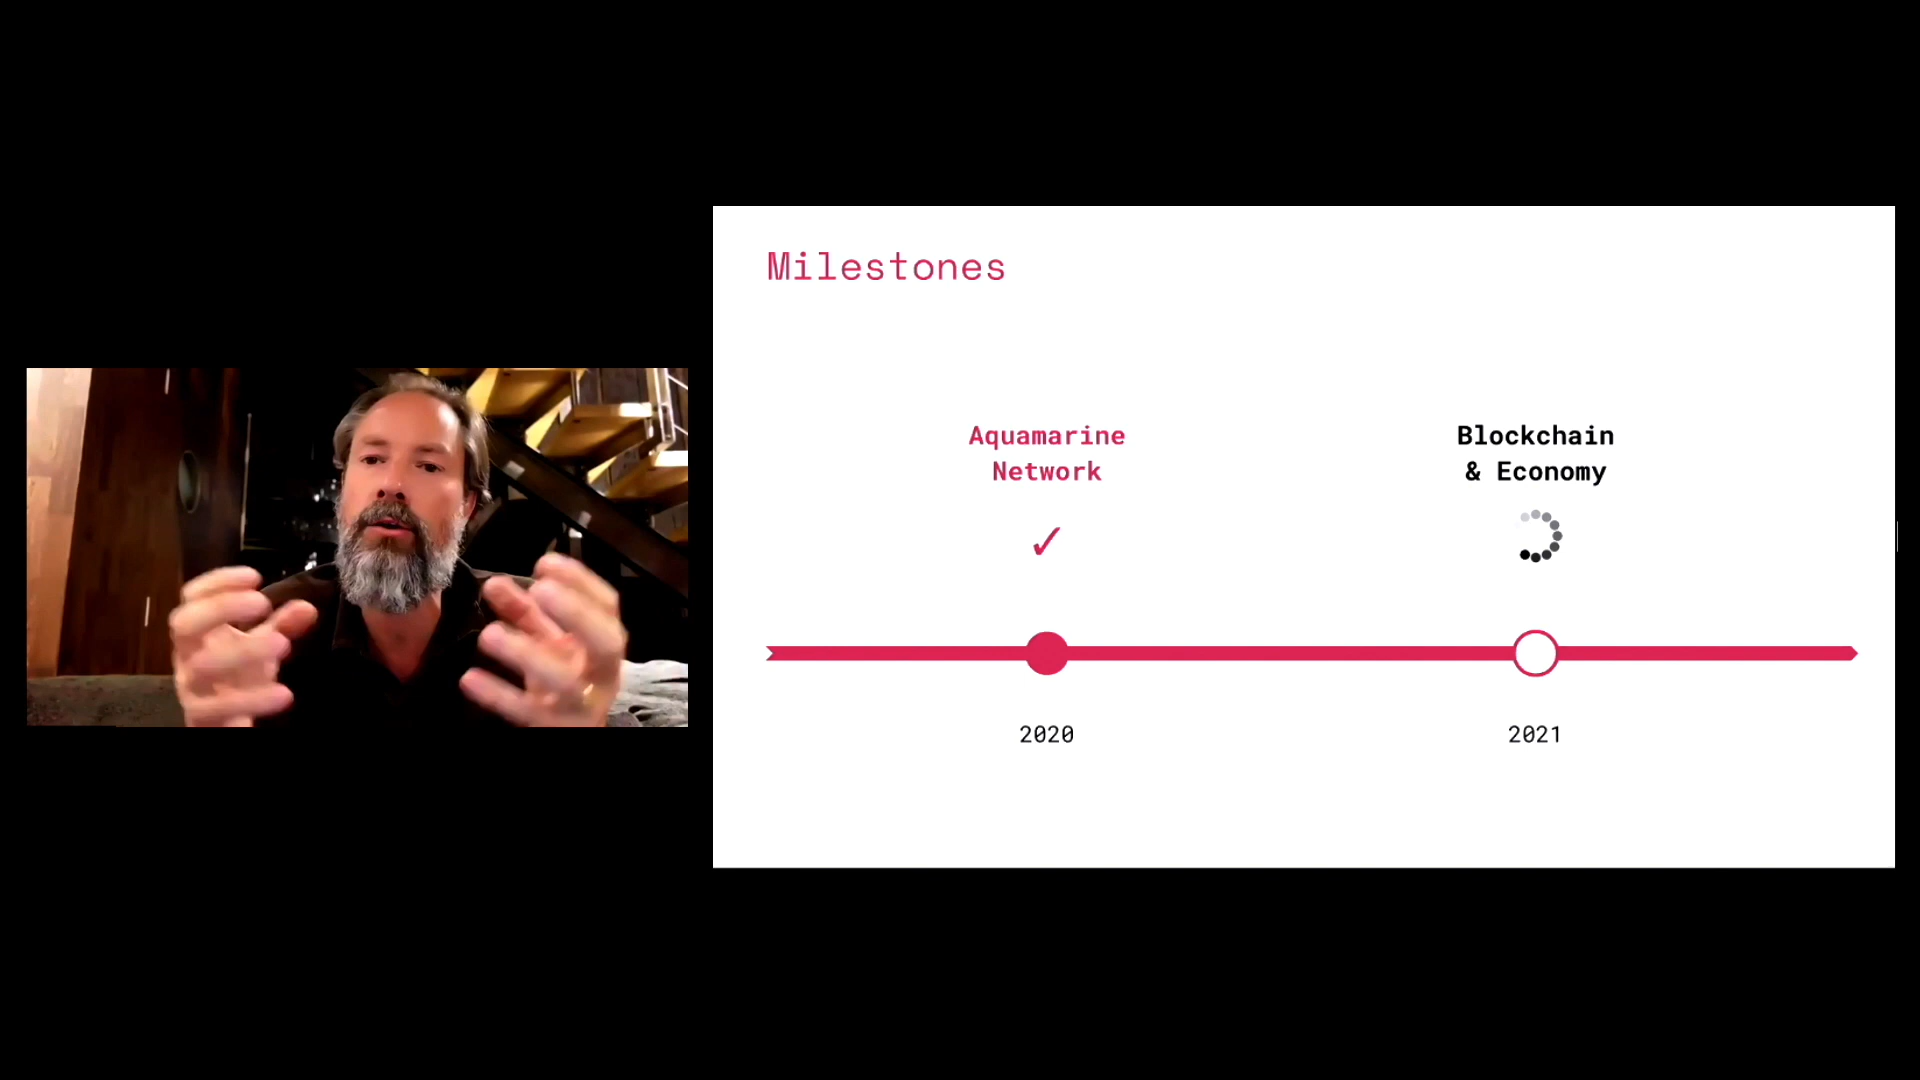 Milestones
Aquamarine
Network
Blockchain
& Economy
✓
2020
2021